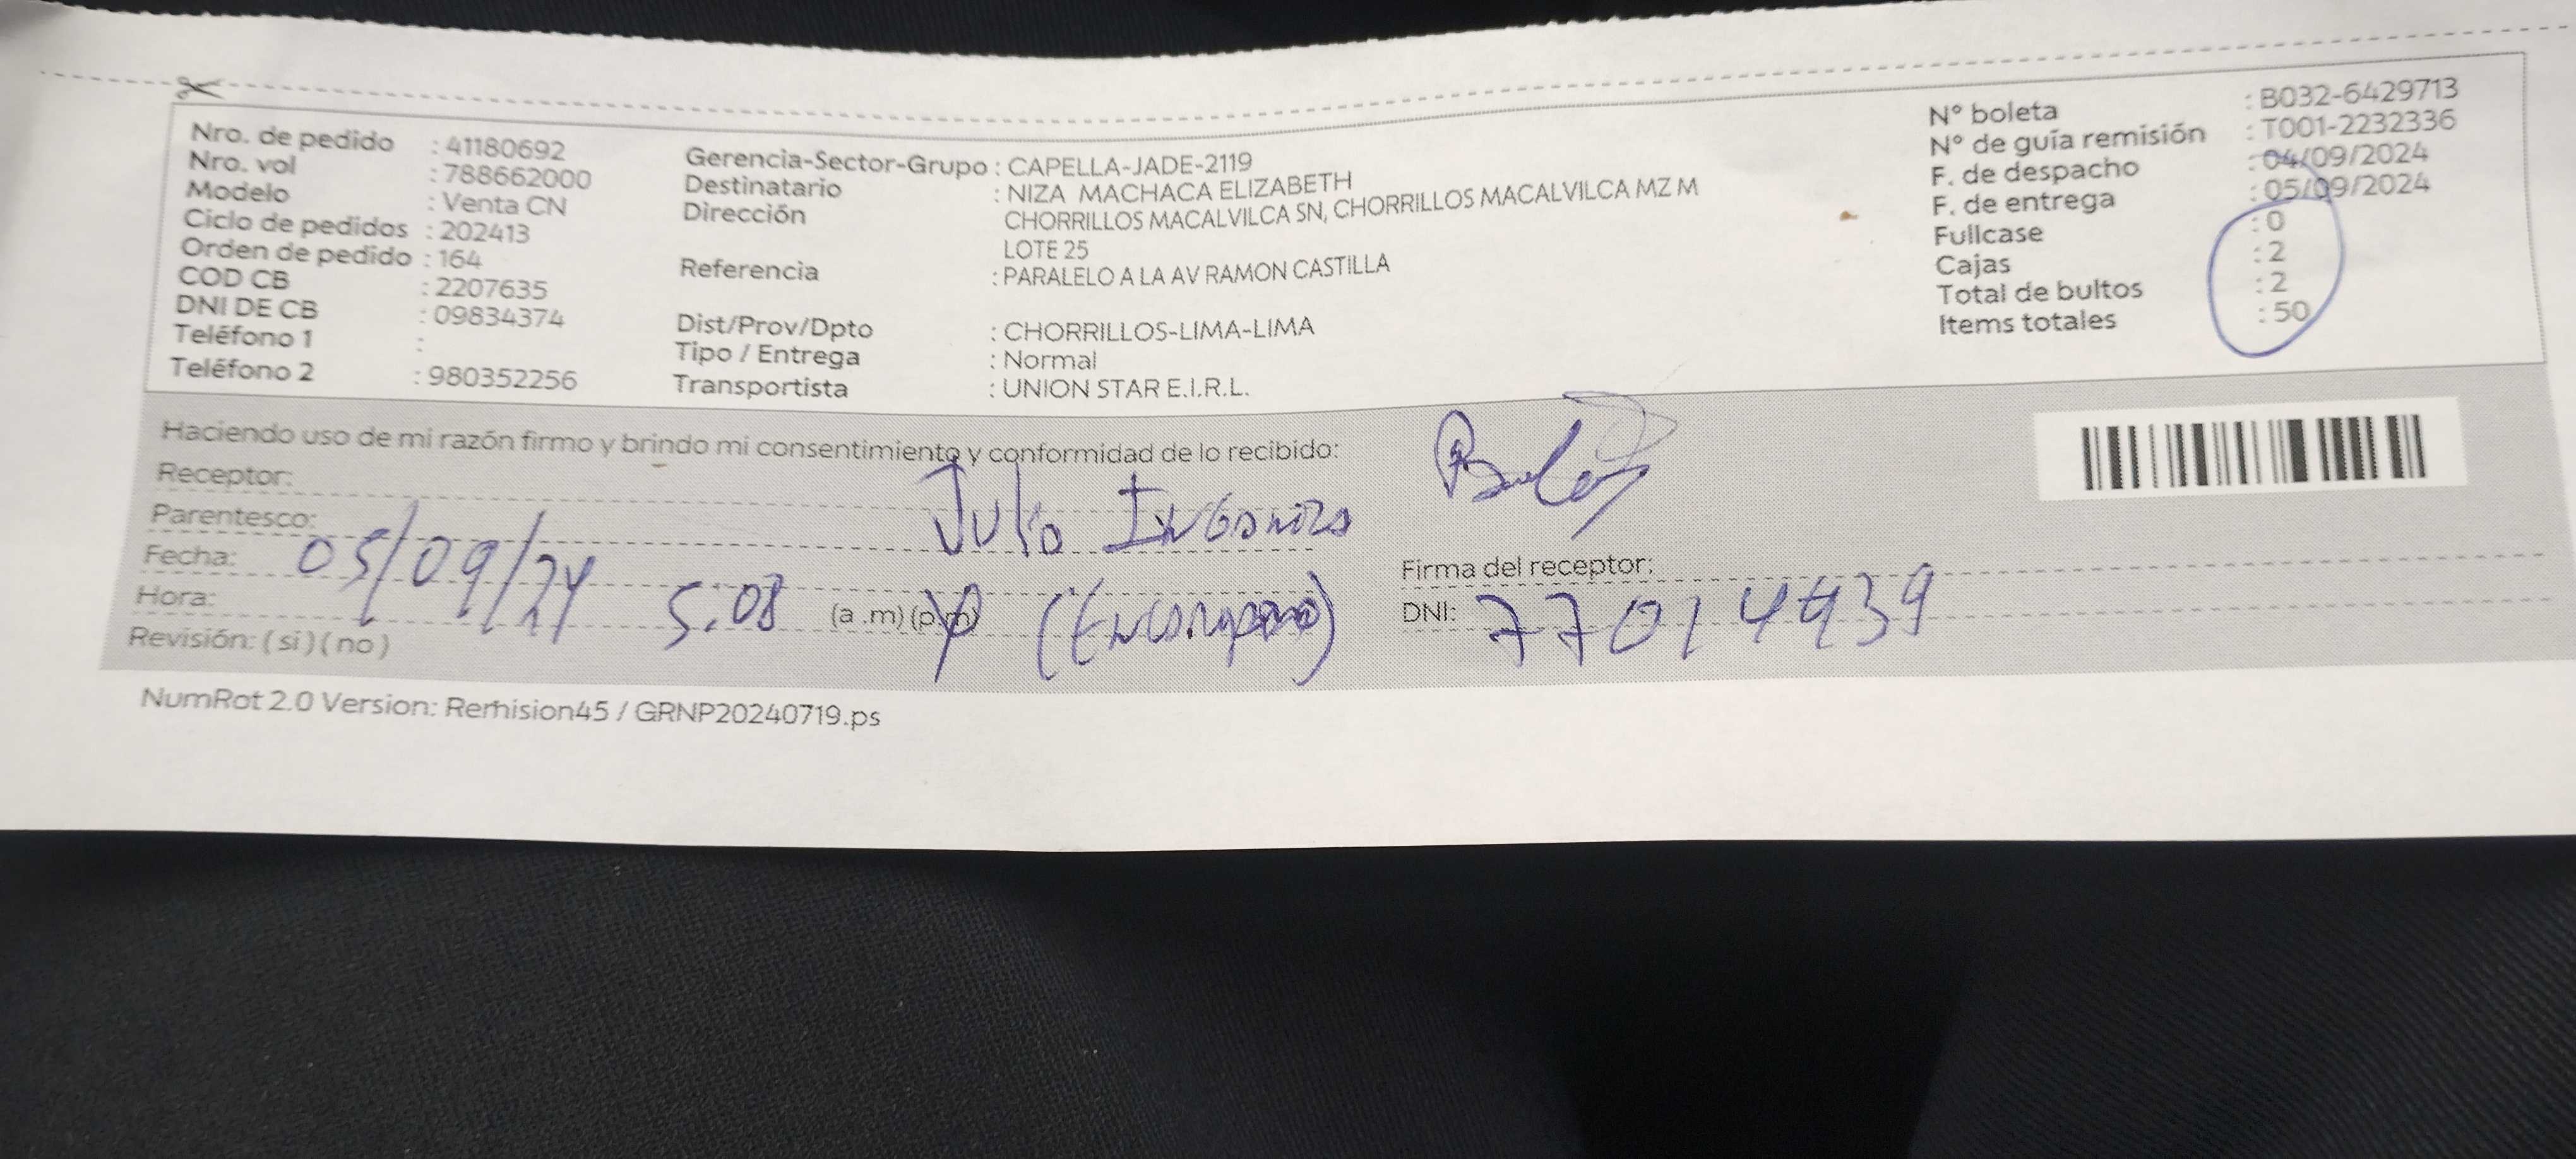 Nro. de pedido : 41180692
Nro. vol : 788662000
Modelo : Venta CN
Ciclo de pedidos : 202413
Orden de pedido : 164
COD CB : 2207635
DNI DE CB : 09834374
Teléfono 1 :
Teléfono 2 : 980352256
Gerencia-Sector-Grupo : CAPELLA-JADE-2119
Destinatario : NIZA MACHACA ELIZABETH
Dirección CHORRILLOS MACALVILCA SN, CHORRILLOS MACALVILCA MZ M
LOTE 25
Referencia : PARALELO A LA AV RAMON CASTILLA
Dist/Prov/Dpto : CHORRILLOS-LIMA-LIMA
Tipo / Entrega : Normal
Transportista : UNION STAR E.I.R.L.
N° boleta : B032-6429713
N° de guía remisión : T001-2232336
F. de despacho : 04/09/2024
F. de entrega : 05/09/2024
Fullcase : 0
Cajas : 2
Total de bultos : 2
Items totales : 50
Haciendo uso de mi razón firmo y brindo mi consentimiento y conformidad de lo recibido:
Receptor:
Julio
Parentesco:
Fecha: 05/09/24
Hora: 5:08 (a .m) (p.m)
Revisión: ( si ) ( no )
Firma del receptor:
DNI: 77014439
NumRot 2.0 Version: Remision45 / GRNP20240719.ps